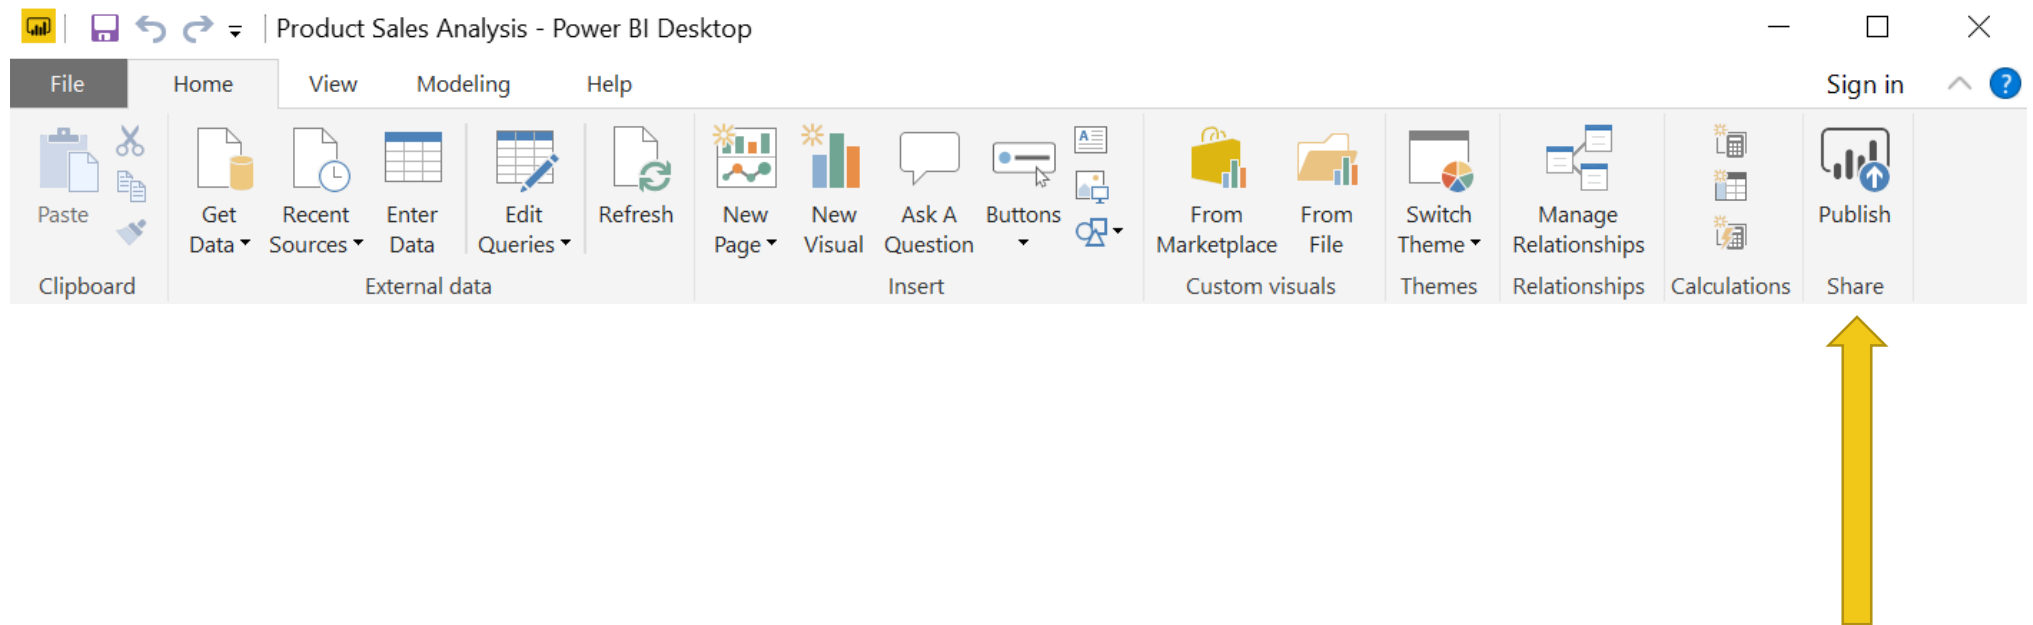 Product Sales Analysis - Power BI Desktop
File Home View Modeling Help Sign in ?
Paste
Get
Data
Recent
Sources
Enter
Data
Edit
Queries
Refresh
New
Page
New
Visual
Ask A
Question
Buttons
A
From
Marketplace
From
File
Switch
Theme
Manage
Relationships
Publish
Clipboard External data Insert Custom visuals Themes Relationships Calculations Share